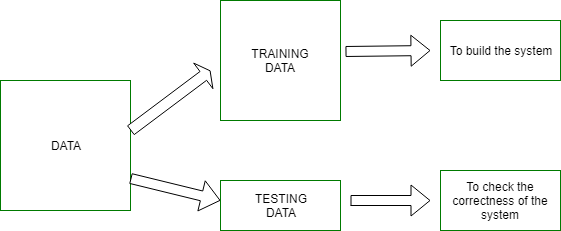 TRAINING
DATA
To build the system
DATA
TESTING
DATA
To check the
correctness of the
system